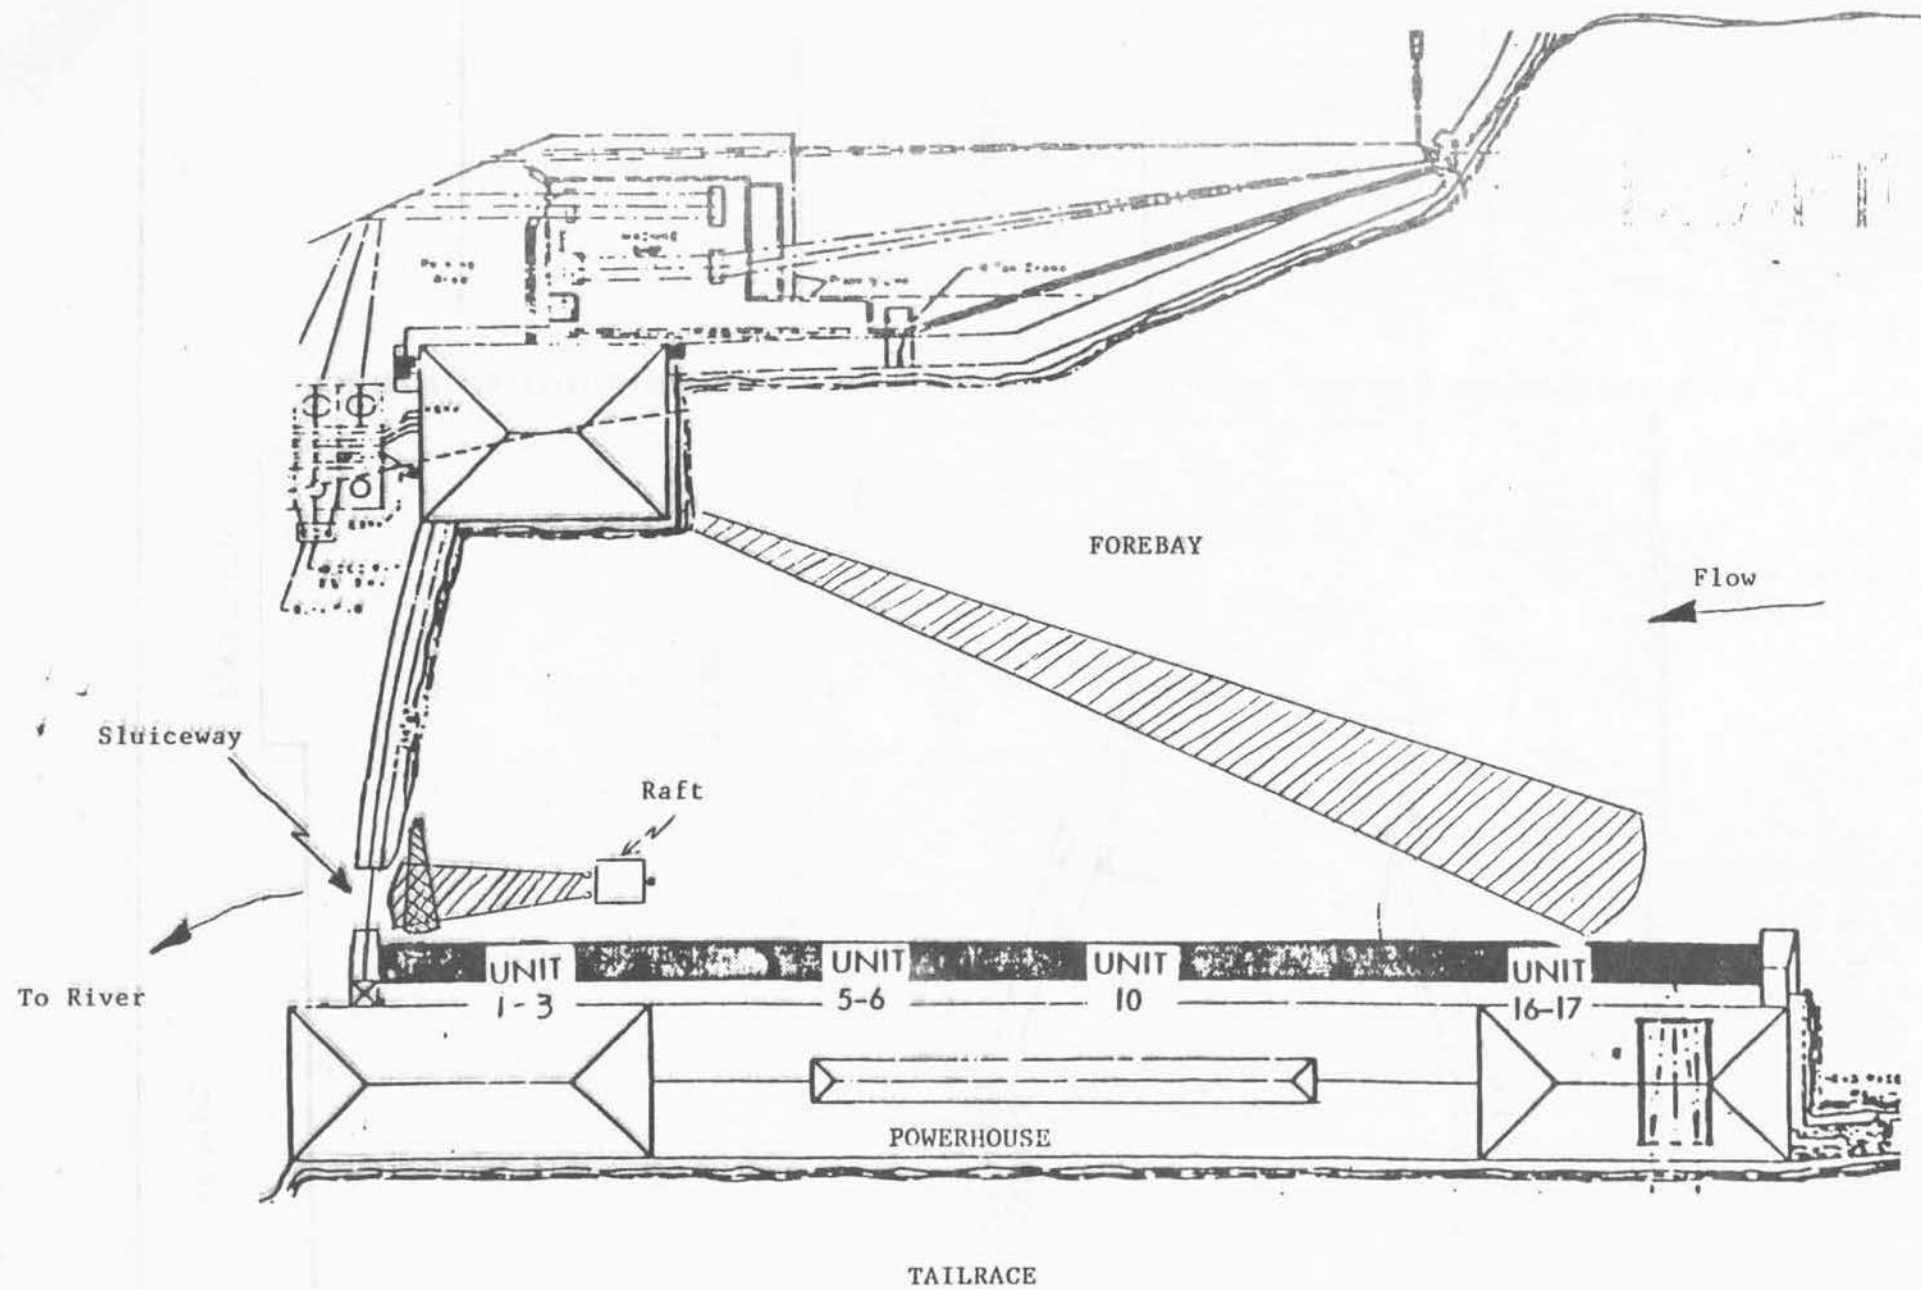 FOREBAY
Flow
Sluiceway
Raft
To River
UNIT
1-3
UNIT
5-6
UNIT
10
UNIT
16-17
POWERHOUSE
TAILRACE